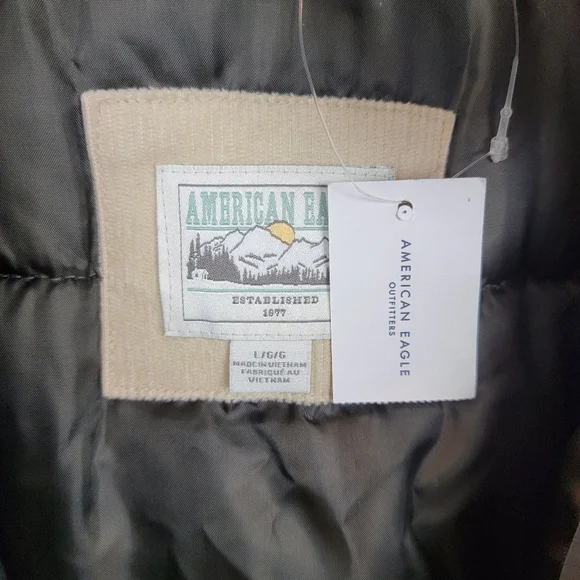 AMERICAN EA
ESTABLISHED
1977
L/G/G
MADE IN VIETNAM
FABRIQUÉ AU
VIETNAM
AMERICAN EAGLE
OUTFITTERS